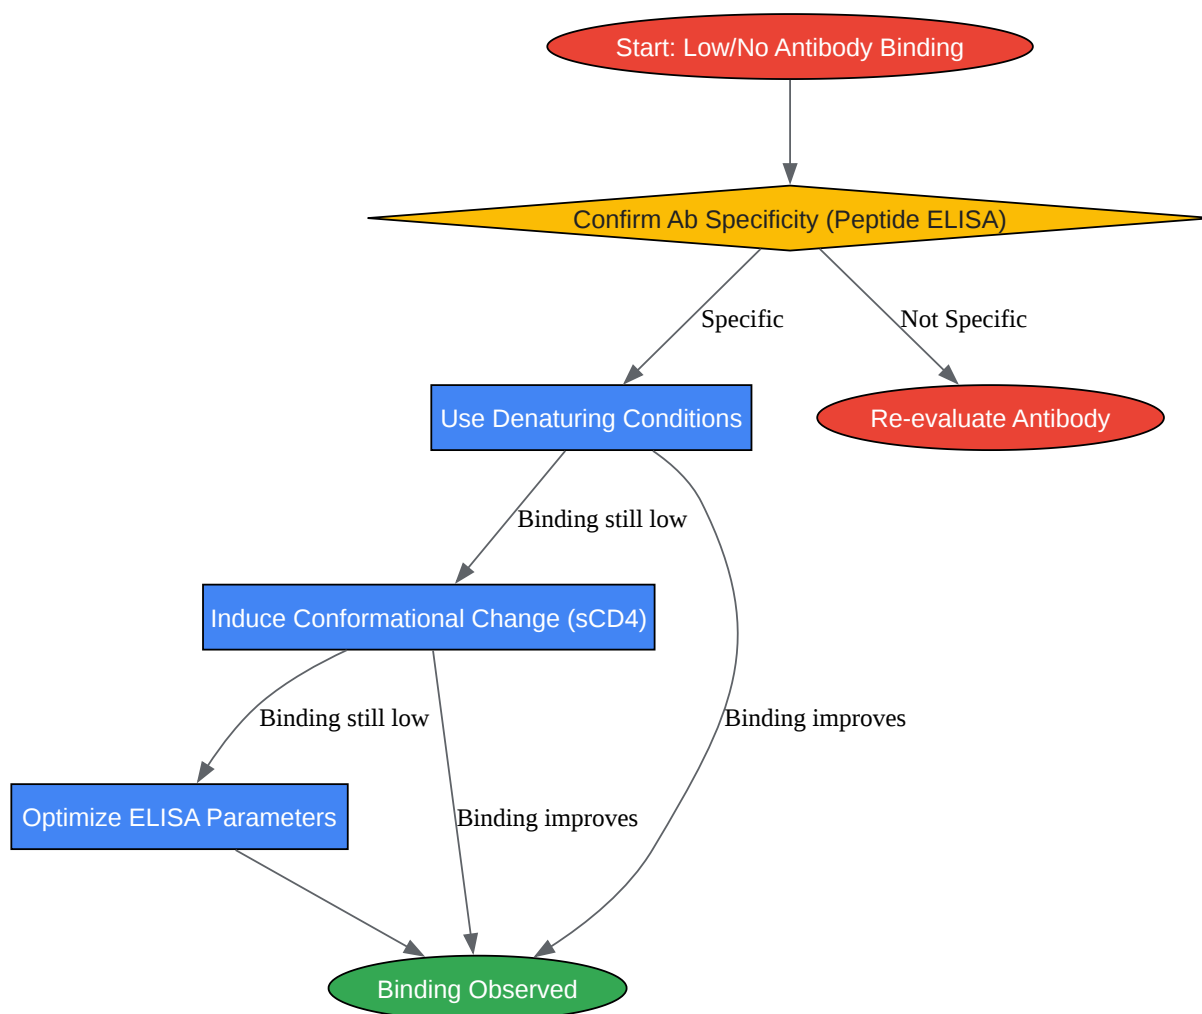 Start: Low/No Antibody Binding
Confirm Ab Specificity (Peptide ELISA)
Specific
Not Specific
Use Denaturing Conditions
Re-evaluate Antibody
Binding still low
Induce Conformational Change (sCD4)
Binding still low
Binding improves
Optimize ELISA Parameters
Binding improves
Binding Observed